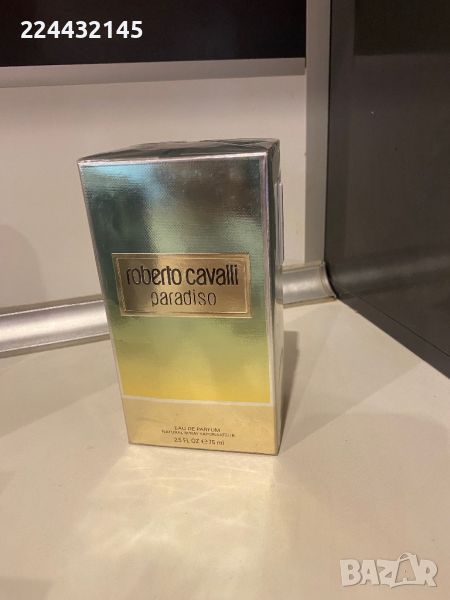 224432145
roberto cavalli
paradiso
EAU DE PARFUM
NATURAL SPRAY VAPORISATEUR
2.5 FL OZ ℮ 75 ml
BAZAR